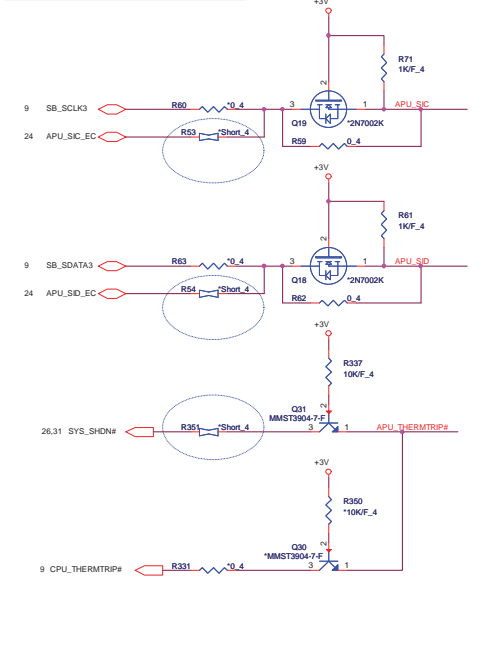 +3V
R71
1K/F_4
2
9 SB_SCLK3 R60 *0_4 3 1 APU_SIC
Q19 *2N7002K
24 APU_SIC_EC R53 *Short_4
R59 0_4
+3V
R61
1K/F_4
2
9 SB_SDATA3 R63 *0_4 3 1 APU_SID
Q18 *2N7002K
24 APU_SID_EC R54 *Short_4
R62 0_4
+3V
R337
10K/F_4
2
Q31
MMST3904-7-F
26,31 SYS_SHDN# R351 *Short_4 3 1 APU_THERMTRIP#
+3V
R350
*10K/F_4
2
Q30
*MMST3904-7-F
9 CPU_THERMTRIP# R331 *0_4 3 1